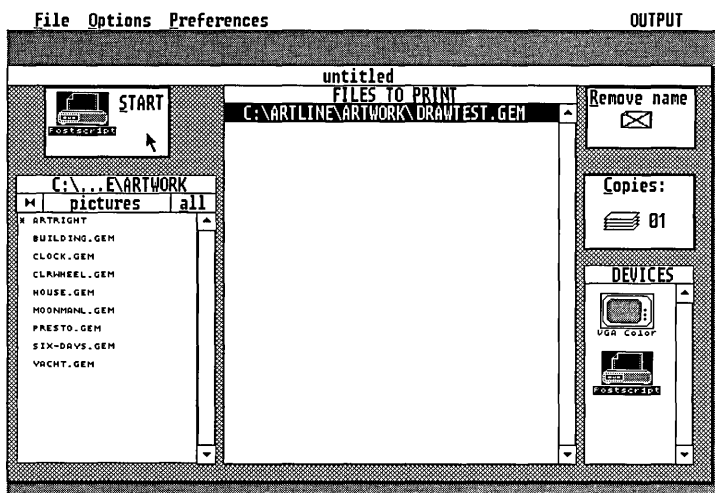 File Options Preferences OUTPUT
untitled
START
Postscript
FILES TO PRINT
C:\ARTLINE\ARTWORK\DRAWTEST.GEM
Remove name
C:\...E\ARTWORK
pictures all
ARTRIGHT
BUILDING.GEM
CLOCK.GEM
CLRWHEEL.GEM
HOUSE.GEM
MOONMANL.GEM
PRESTO.GEM
SIX-DAYS.GEM
YACHT.GEM
Copies:
01
DEVICES
VGA Color
Postscript